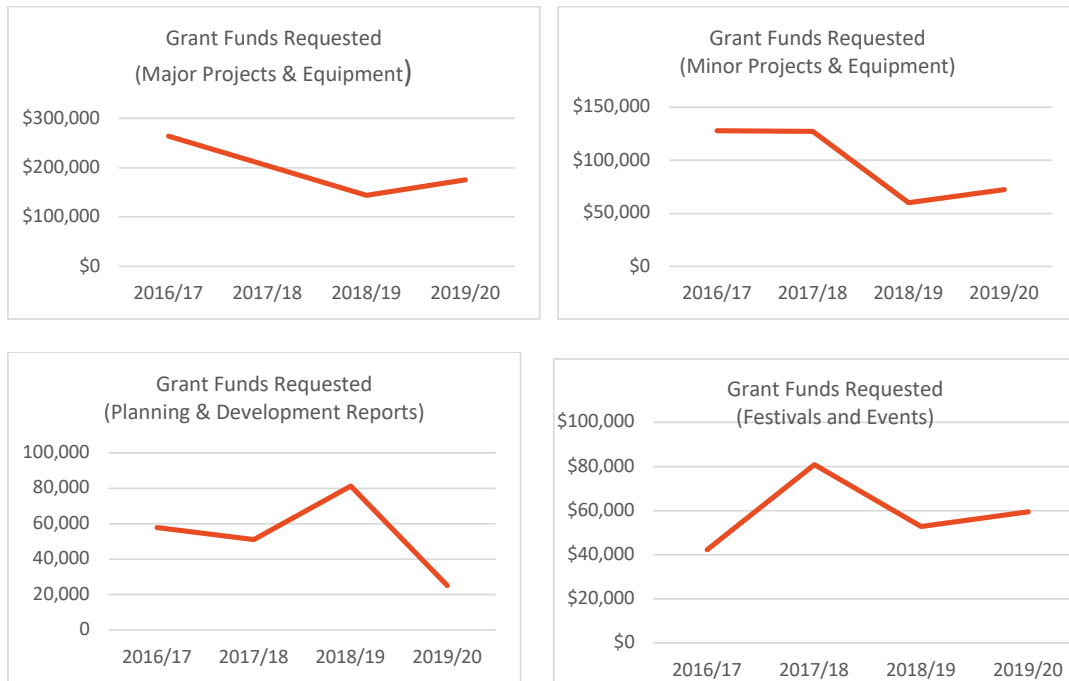 Grant Funds Requested
(Major Projects & Equipment)
$300,000
$200,000
$100,000
$0
2016/17 2017/18 2018/19 2019/20
Grant Funds Requested
(Minor Projects & Equipment)
$150,000
$100,000
$50,000
$0
2016/17 2017/18 2018/19 2019/20
Grant Funds Requested
(Planning & Development Reports)
100,000
80,000
60,000
40,000
20,000
0
2016/17 2017/18 2018/19 2019/20
Grant Funds Requested
(Festivals and Events)
$100,000
$80,000
$60,000
$40,000
$20,000
$0
2016/17 2017/18 2018/19 2019/20